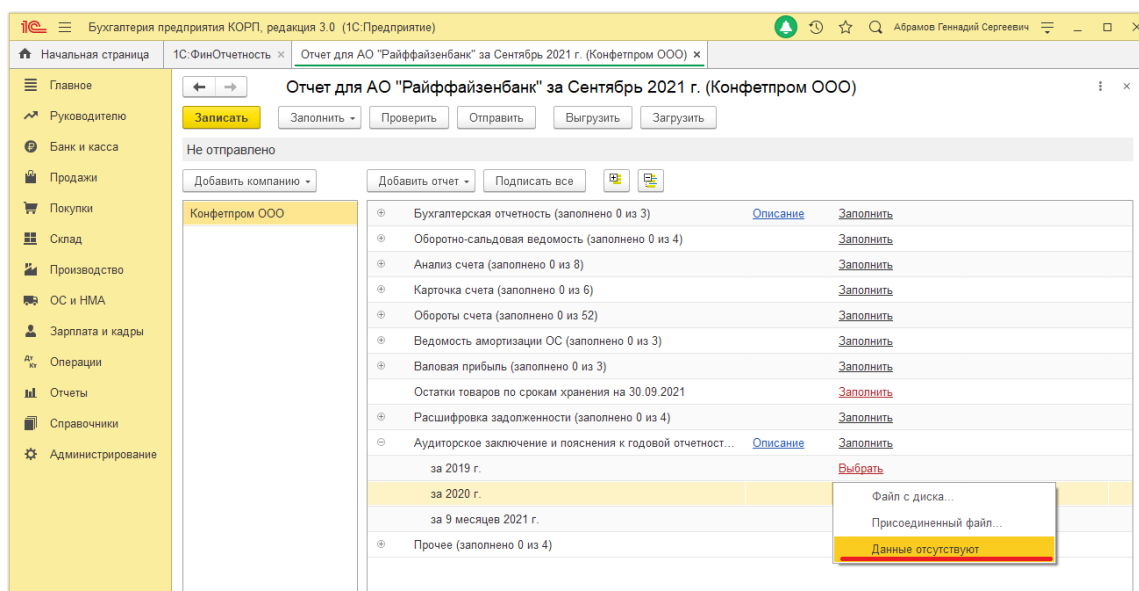 1С Бухгалтерия предприятия КОРП, редакция 3.0 (1С:Предприятие) Абрамов Геннадий Сергеевич
Начальная страница 1С:ФинОтчетность × Отчет для АО "Райффайзенбанк" за Сентябрь 2021 г. (Конфетпром ООО) ×
Главное
Руководителю
Банк и касса
Продажи
Покупки
Склад
Производство
ОС и НМА
Зарплата и кадры
Дт Кт Операции
Отчеты
Справочники
Администрирование
Отчет для АО "Райффайзенбанк" за Сентябрь 2021 г. (Конфетпром ООО)
Записать Заполнить Проверить Отправить Выгрузить Загрузить
Не отправлено
Добавить компанию Добавить отчет Подписать все
Конфетпром ООО
Бухгалтерская отчетность (заполнено 0 из 3) Описание Заполнить
Оборотно-сальдовая ведомость (заполнено 0 из 4) Заполнить
Анализ счета (заполнено 0 из 8) Заполнить
Карточка счета (заполнено 0 из 6) Заполнить
Обороты счета (заполнено 0 из 52) Заполнить
Ведомость амортизации ОС (заполнено 0 из 3) Заполнить
Валовая прибыль (заполнено 0 из 3) Заполнить
Остатки товаров по срокам хранения на 30.09.2021 Заполнить
Расшифровка задолженности (заполнено 0 из 4) Заполнить
Аудиторское заключение и пояснения к годовой отчетност... Описание Заполнить
за 2019 г. Выбрать
за 2020 г.
за 9 месяцев 2021 г.
Прочее (заполнено 0 из 4)
Файл с диска...
Присоединенный файл...
Данные отсутствуют